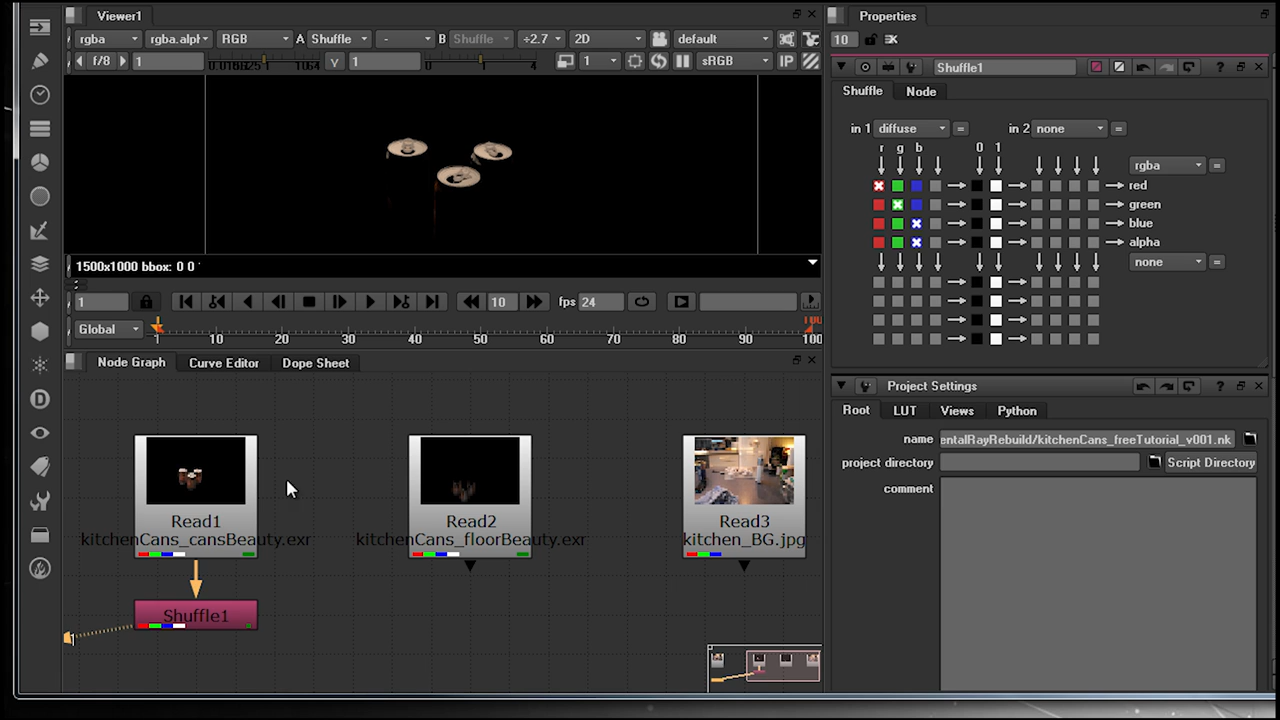 Viewer1
rgba rgba.alph RGB A Shuffle - B Shuffle ÷2.7 2D default
f/8 1 Y 1 1 sRGB IP
1500x1000 bbox: 0 0
1 10 fps 24
Global 1 10 20 30 40 50 60 70 80 90 100
Node Graph Curve Editor Dope Sheet
Read1
kitchenCans_cansBeauty.exr
Read2
kitchenCans_floorBeauty.exr
Read3
kitchen_BG.jpg
Shuffle1
1
Properties
10
Shuffle1 ?
Shuffle Node
in 1 diffuse = in 2 none =
r g b 0 1
rgba =
red
green
blue
alpha
none =
Project Settings ?
Root LUT Views Python
name entalRayRebuild/kitchenCans_freeTutorial_v001.nk
project directory Script Directory
comment
D